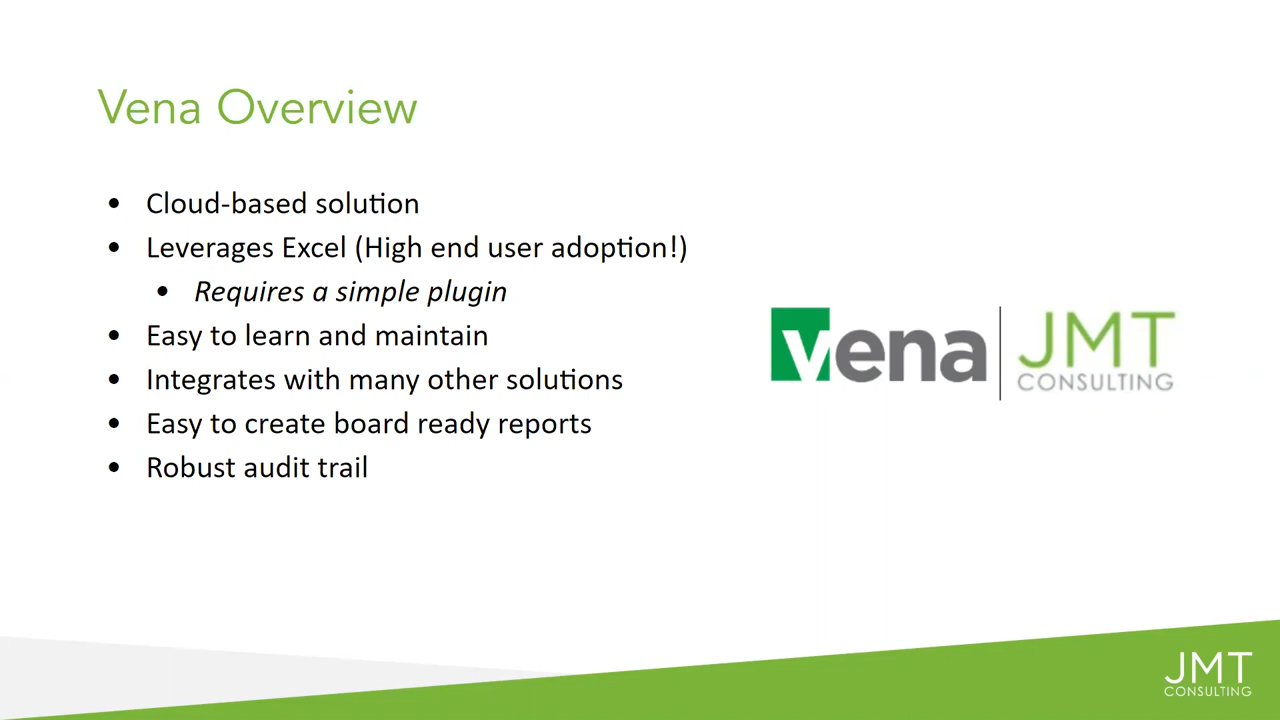 Vena Overview
• Cloud-based solution
• Leverages Excel (High end user adoption!)
• Requires a simple plugin
• Easy to learn and maintain
• Integrates with many other solutions
• Easy to create board ready reports
• Robust audit trail
vena
JMT
CONSULTING
JMT
CONSULTING